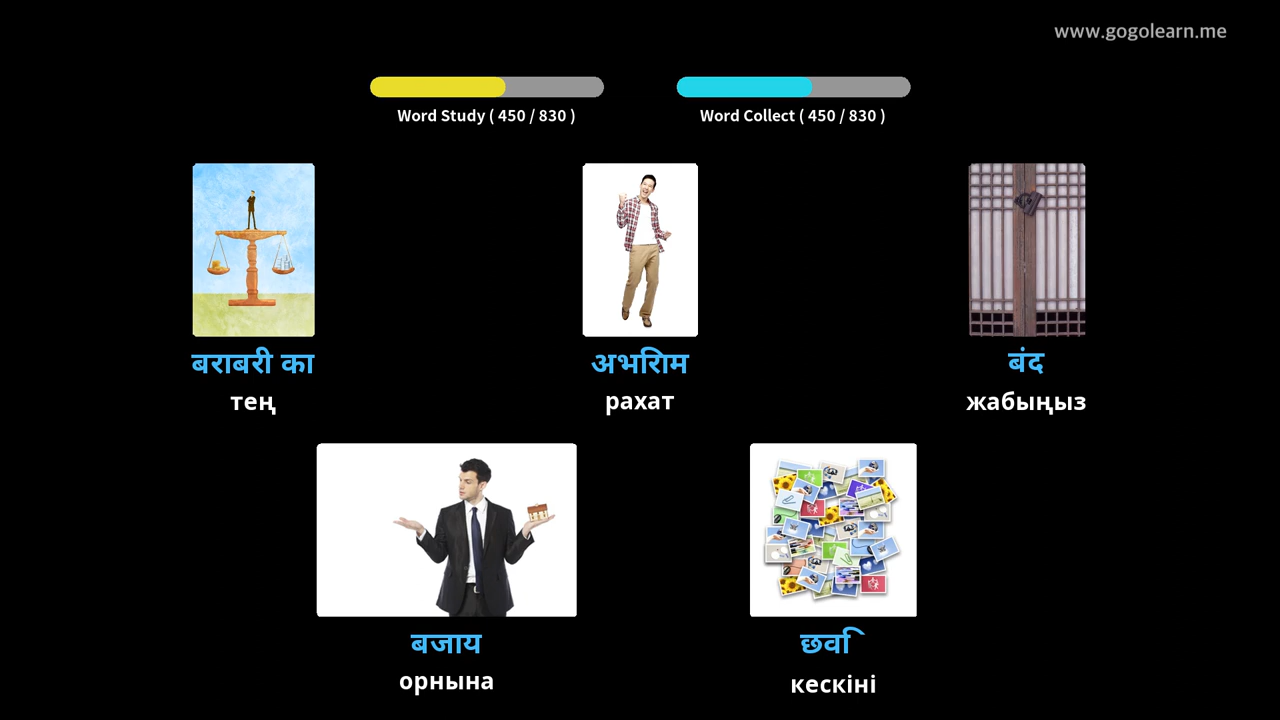 www.gogolearn.me
Word Study ( 450 / 830 )
Word Collect ( 450 / 830 )
बराबरी का
अभिराम
बंद
тең
рахат
жабыңыз
बजाय
छवि
орнына
кескіні